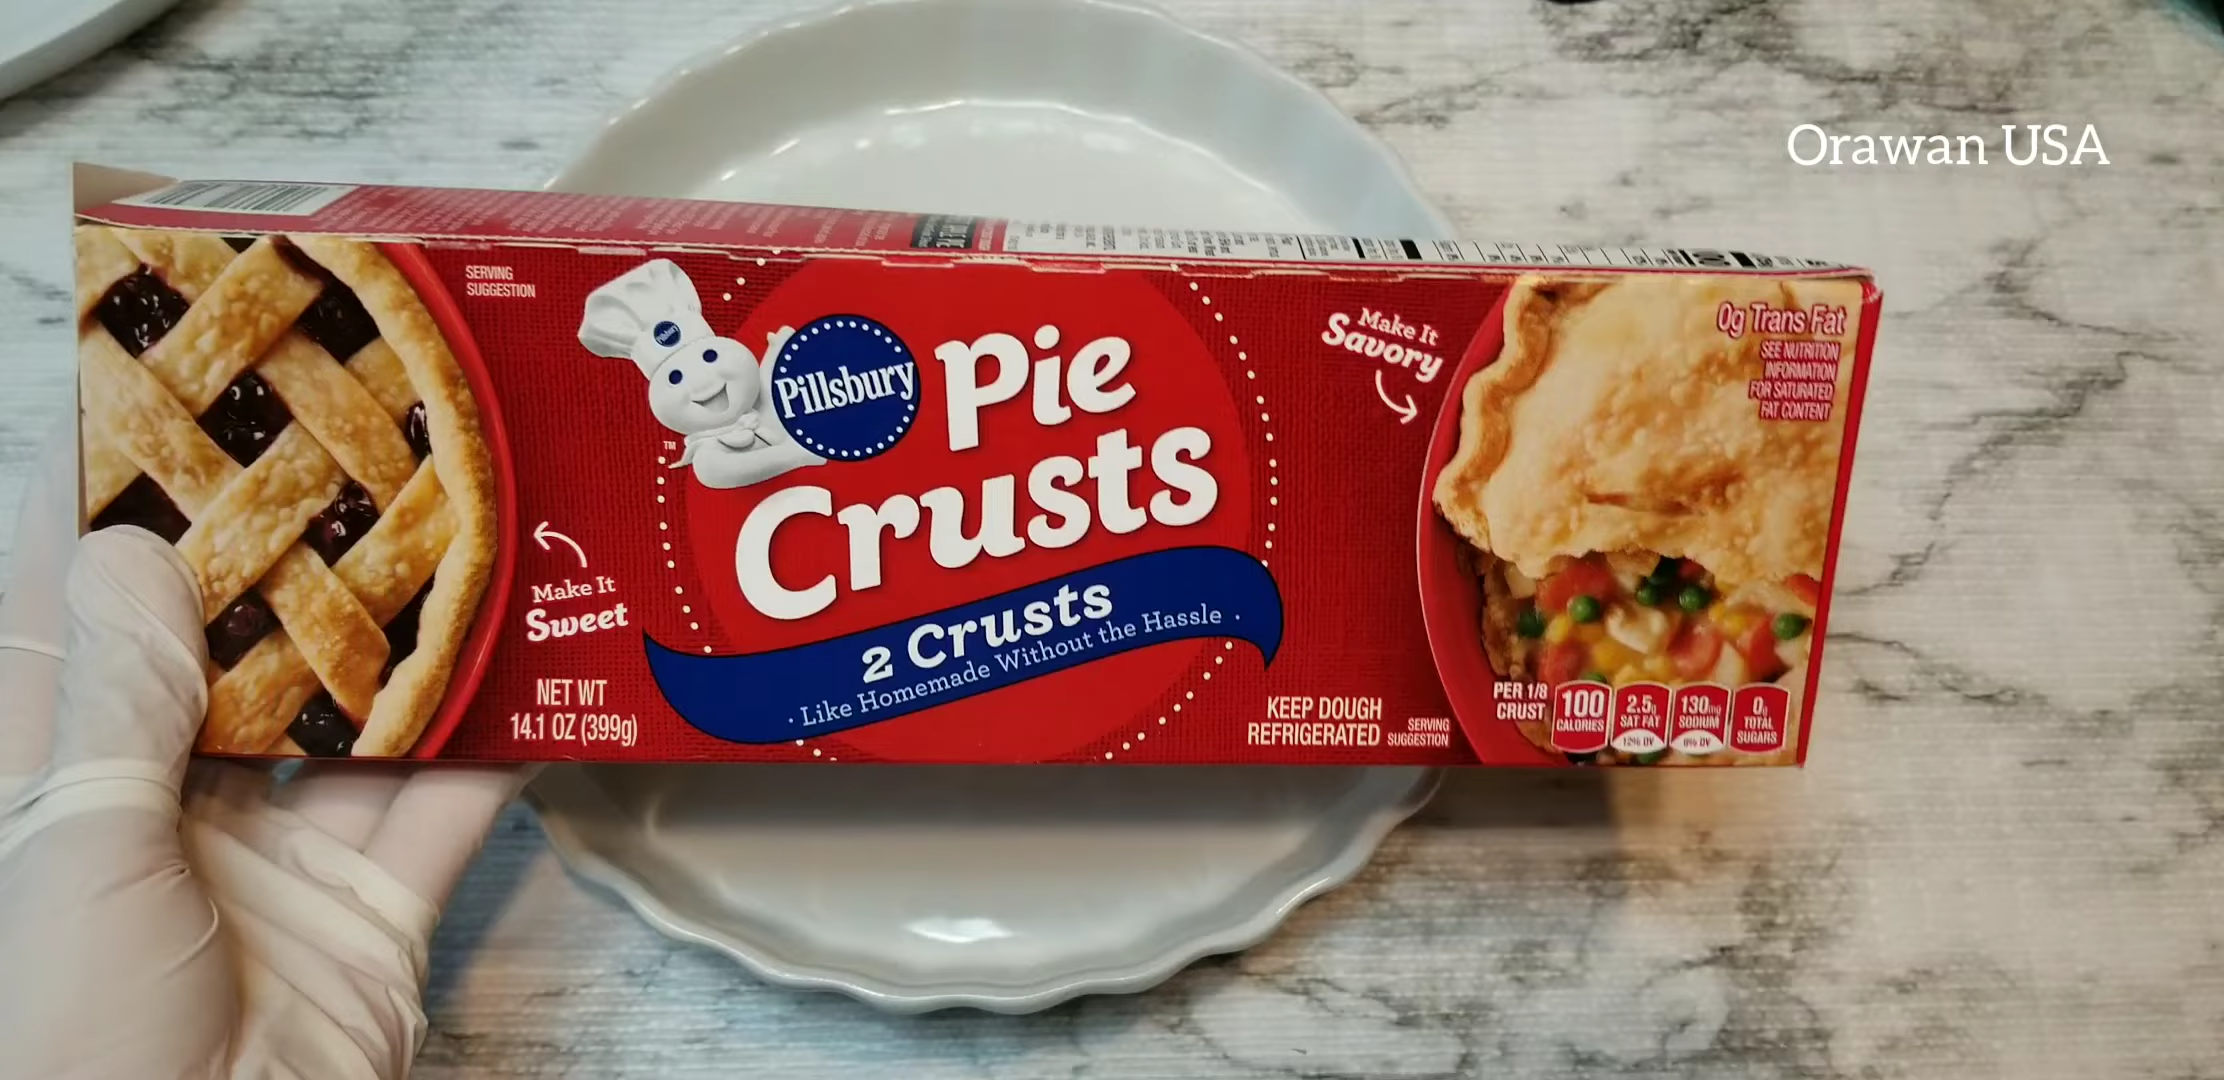 Orawan USA
SERVING
SUGGESTION
Pillsbury
Pillsbury
TM
Pie
Crusts
2 Crusts
· Like Homemade Without the Hassle ·
Make It
Sweet
NET WT
14.1 OZ (399g)
Make It
Savory
0g Trans Fat
SEE NUTRITION
INFORMATION
FOR SATURATED
FAT CONTENT
KEEP DOUGH
REFRIGERATED
SERVING
SUGGESTION
PER 1/8
CRUST
100
CALORIES
2.5g
SAT FAT
12% DV
130mg
SODIUM
6% DV
0g
TOTAL
SUGARS